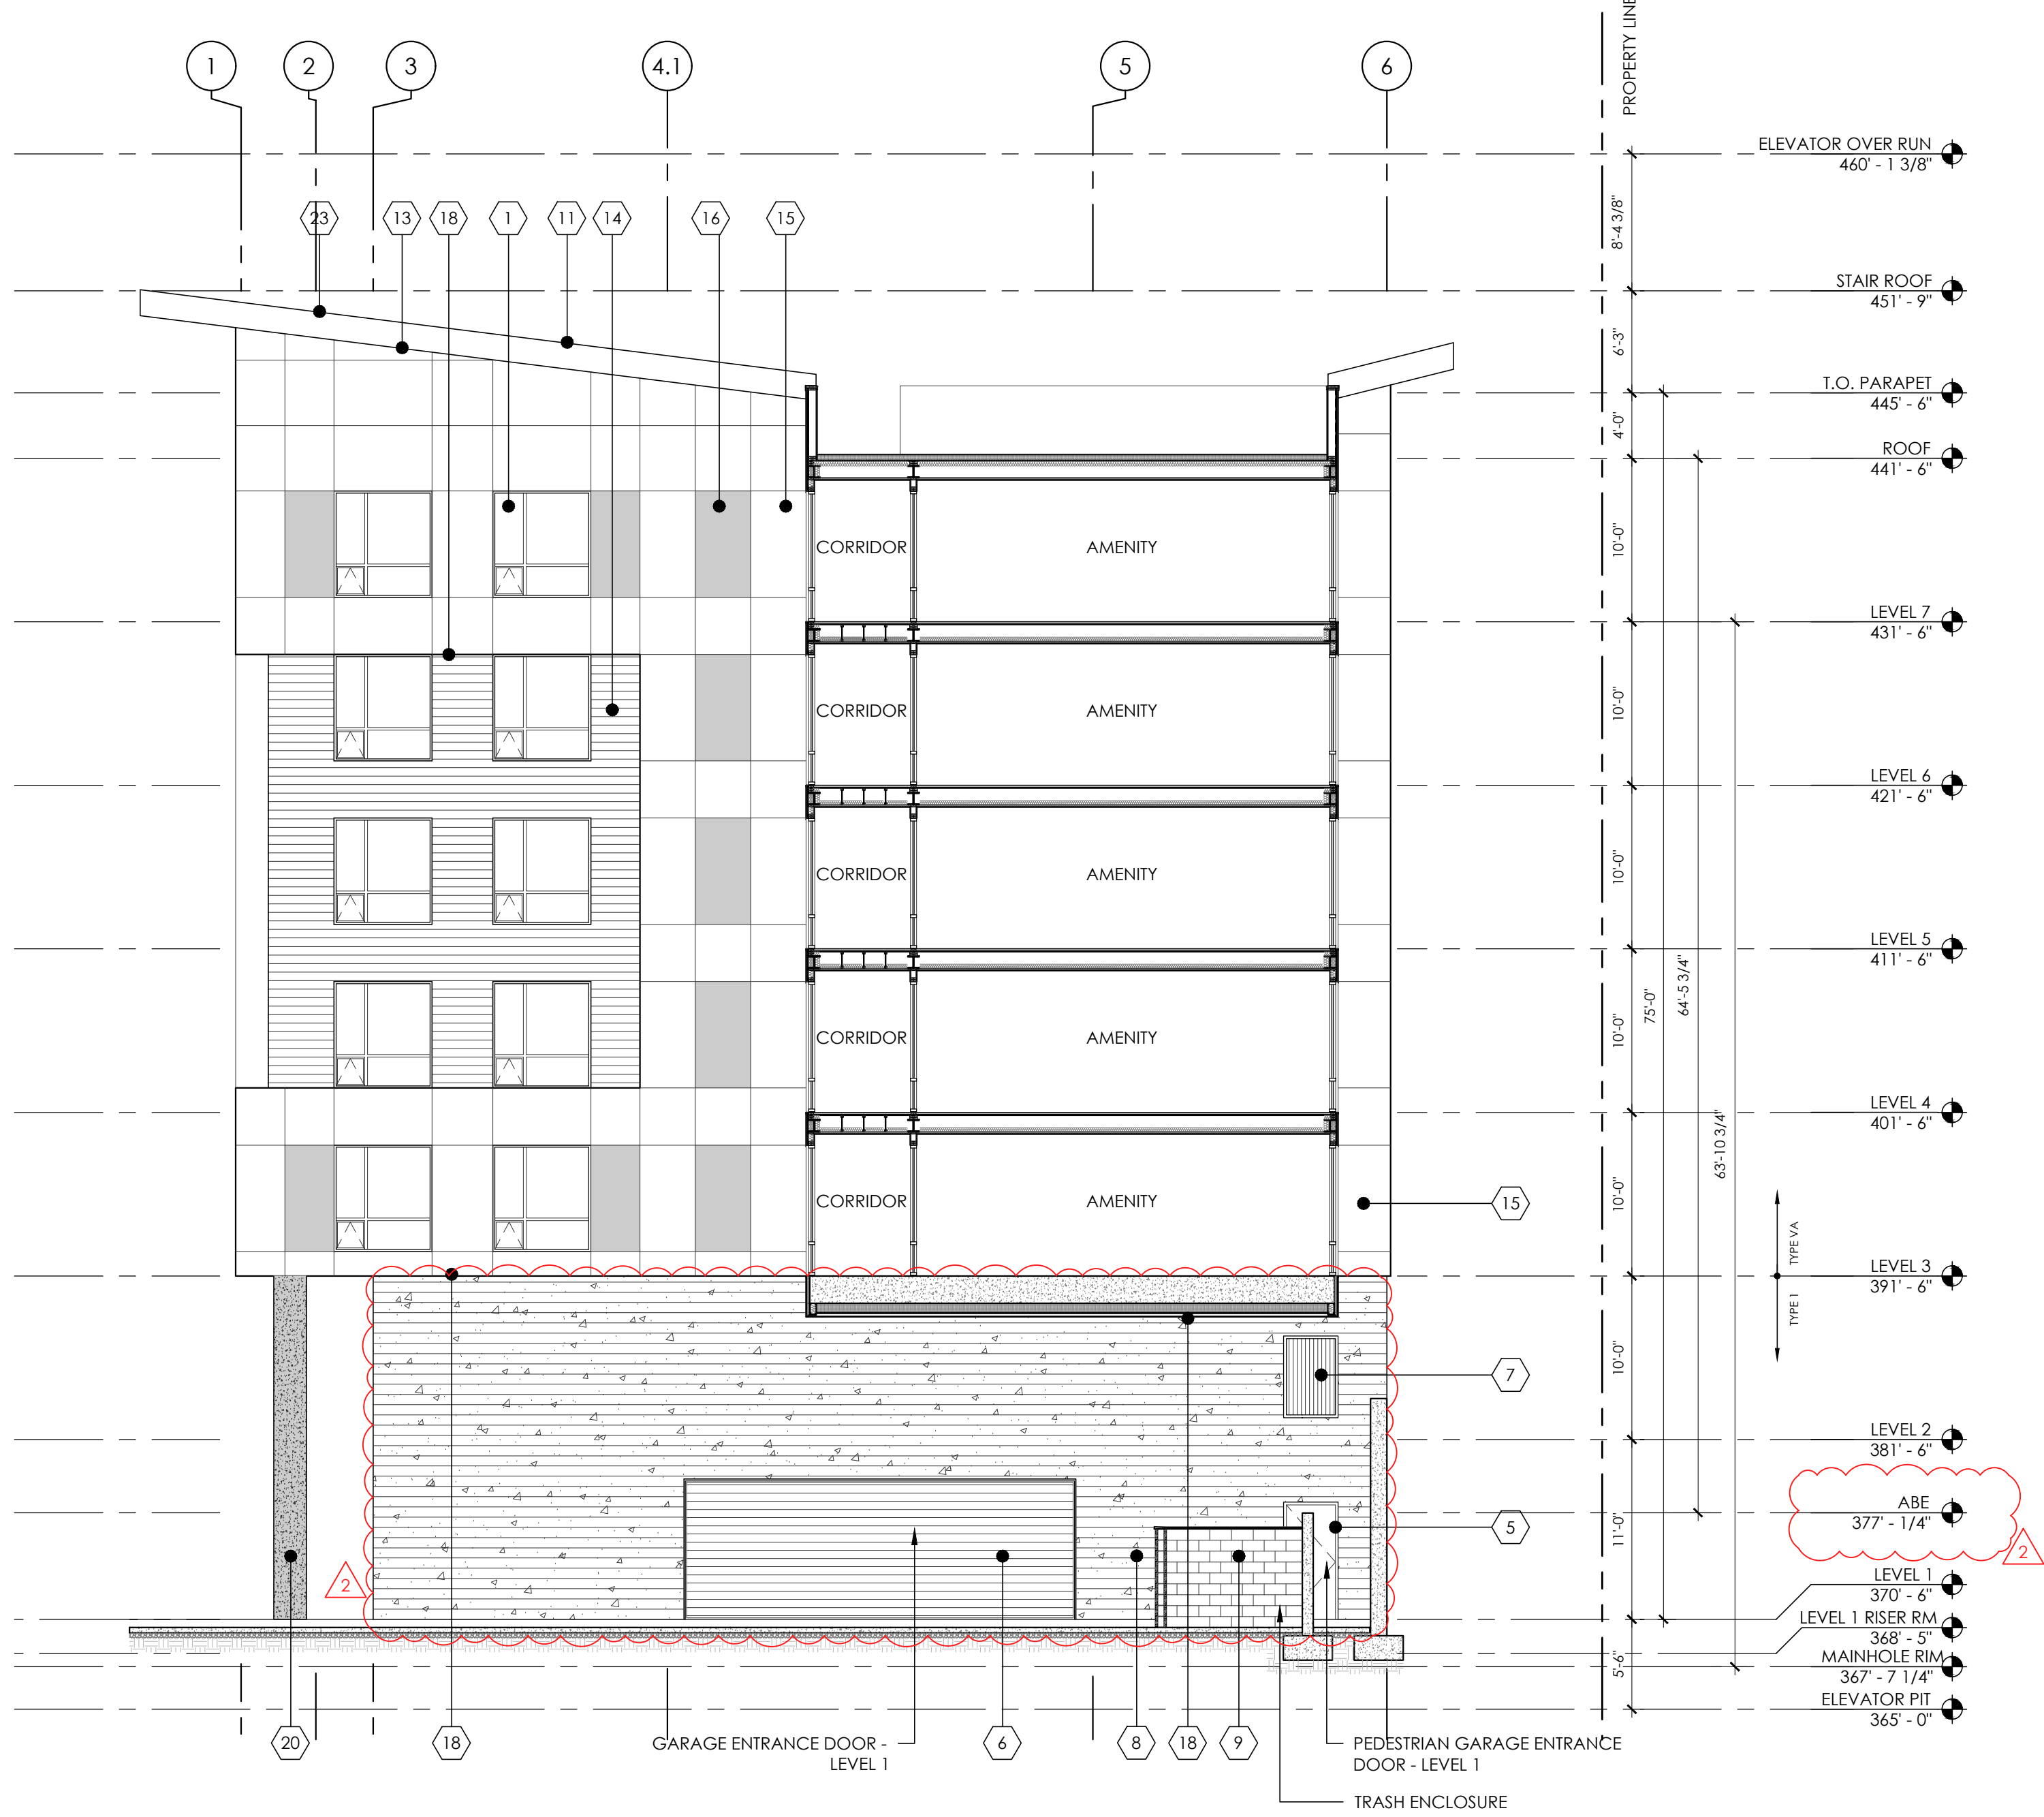 PROPERTY LINE
1
2
3
4.1
5
6
23
13
18
1
11
14
16
15
ELEVATOR OVER RUN
460' - 1 3/8"
8'-4 3/8"
STAIR ROOF
451' - 9"
6'-3"
T.O. PARAPET
445' - 6"
4'-0"
ROOF
441' - 6"
10'-0"
CORRIDOR
AMENITY
LEVEL 7
431' - 6"
10'-0"
CORRIDOR
AMENITY
LEVEL 6
421' - 6"
10'-0"
CORRIDOR
AMENITY
LEVEL 5
411' - 6"
75'-0"
64'-5 3/4"
10'-0"
CORRIDOR
AMENITY
LEVEL 4
401' - 6"
63'-10 3/4"
10'-0"
CORRIDOR
AMENITY
15
TYPE VA
LEVEL 3
391' - 6"
TYPE 1
10'-0"
7
LEVEL 2
381' - 6"
ABE
377' - 1/4"
2
11'-0"
5
2
LEVEL 1
370' - 6"
LEVEL 1 RISER RM
368' - 5"
5'-6"
MAINHOLE RIM
367' - 7 1/4"
ELEVATOR PIT
365' - 0"
20
18
GARAGE ENTRANCE DOOR -
LEVEL 1
6
8
18
9
PEDESTRIAN GARAGE ENTRANCE
DOOR - LEVEL 1
TRASH ENCLOSURE